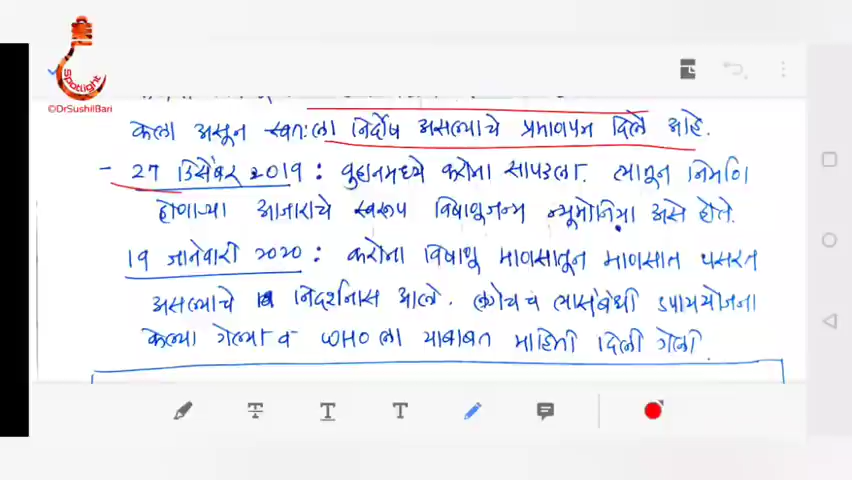 Spotlight
©DrSushilBari
केला असून स्वतःला निर्दोष असल्याचे प्रमाणपत्र दिले आहे.
- 27 डिसेंबर 2019 : वुहानमध्ये करोना सापडला. त्यातून निर्माण
होणाऱ्या आजाराचे स्वरूप विषाणूजन्य न्यूमोनिया असे होते.
19 जानेवारी 2020 : करोना विषाणू माणसातून माणसात पसरत
असल्याचे निदर्शनास आले. लगेचच त्यासंबंधी उपाययोजना
केल्या गेल्या व WHO ला याबाबत माहिती दिली गेली.